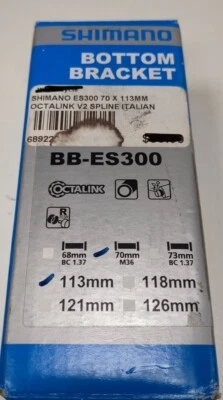 SHIMANO
BOTTOM
BRACKET
SHIMANO ES300 70 X 113MM
OCTALINK V2 SPLINE ITALIAN
68922
BB-ES300
OCTALINK
R
68mm 70mm 73mm
BC 1.37 M36 BC 1.37
113mm 118mm
121mm 126mm